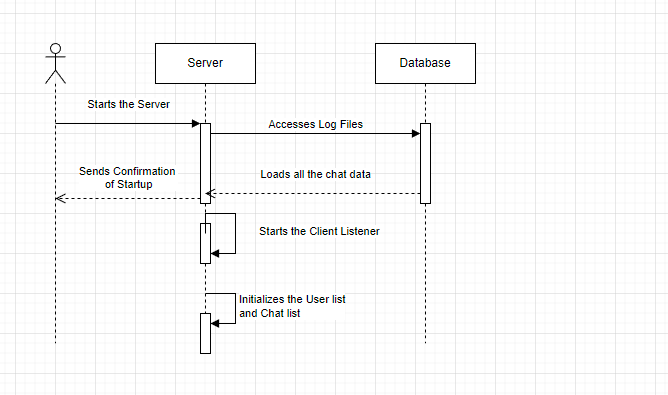 Server
Database
Starts the Server
Accesses Log Files
Sends Confirmation
of Startup
Loads all the chat data
Starts the Client Listener
Initializes the User list
and Chat list